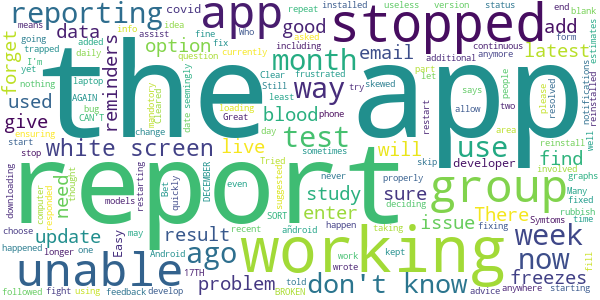 reporting app stopped
covid installed useless version status end blank
Who assist fine fix currently idea repeat form
means data option good add
bug added daily question email latest
forget reminders
going trapped I'm yet nothing
the app
info month way
asked including continuous anymore
laptop AGAIN CAN'T
estimates
used Clear Still blood phone
additional part let people
give mandatory Cleared least test try frustrated
says two please resolved
notifications well
date seemingly
loading Great
allow area reinstall
white screen live use
start stop change day
will restart developer find
report group
skip involved graphs
need study sure
downloading computer responded
thought Bet quickly restarting
DECEMBER Tried suggested
SORT even sometimes
enter issue There
never properly
models
Many fixed
reinstalled
deciding rubbish
update result ago working week
choose Easy may
recent android happen
Symtoms of time
happened longer one Android
unable don't know now
taking work kept told wrote BROKEN
advice anywhere starting fill
followed fight using
17TH feedback develop
problem freezes